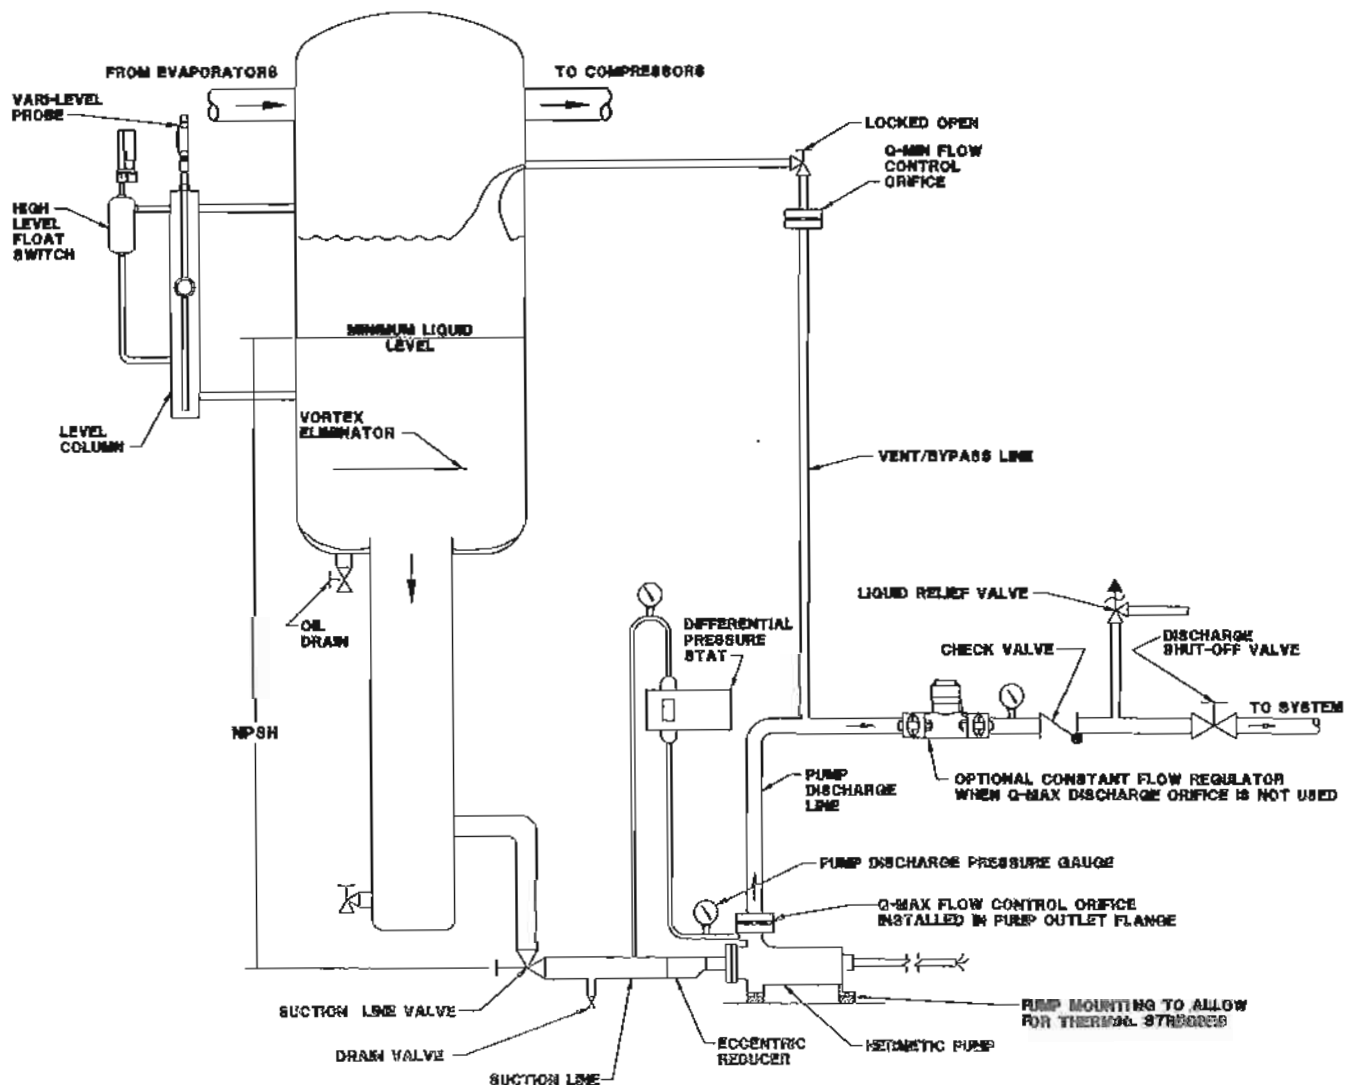 FROM EVAPORATORS
TO COMPRESSORS
VARI-LEVEL
PROBE
LOCKED OPEN
Q-MIN FLOW
CONTROL
ORIFICE
HIGH
LEVEL
FLOAT
SWITCH
MINIMUM LIQUID
LEVEL
VORTEX
ELIMINATOR
LEVEL
COLUMN
VENT/BYPASS LINE
LIQUID RELIEF VALVE
OIL
DRAIN
DIFFERENTIAL
PRESSURE
STAT
DISCHARGE
SHUT-OFF VALVE
CHECK VALVE
TO SYSTEM
NPSH
PUMP
DISCHARGE
LINE
OPTIONAL CONSTANT FLOW REGULATOR
WHEN Q-MAX DISCHARGE ORIFICE IS NOT USED
PUMP DISCHARGE PRESSURE GAUGE
Q-MAX FLOW CONTROL ORIFICE
INSTALLED IN PUMP OUTLET FLANGE
SUCTION LINE VALVE
PUMP MOUNTING TO ALLOW
FOR THERMAL STRESSES
DRAIN VALVE
ECCENTRIC
REDUCER
HERMETIC PUMP
SUCTION LINE